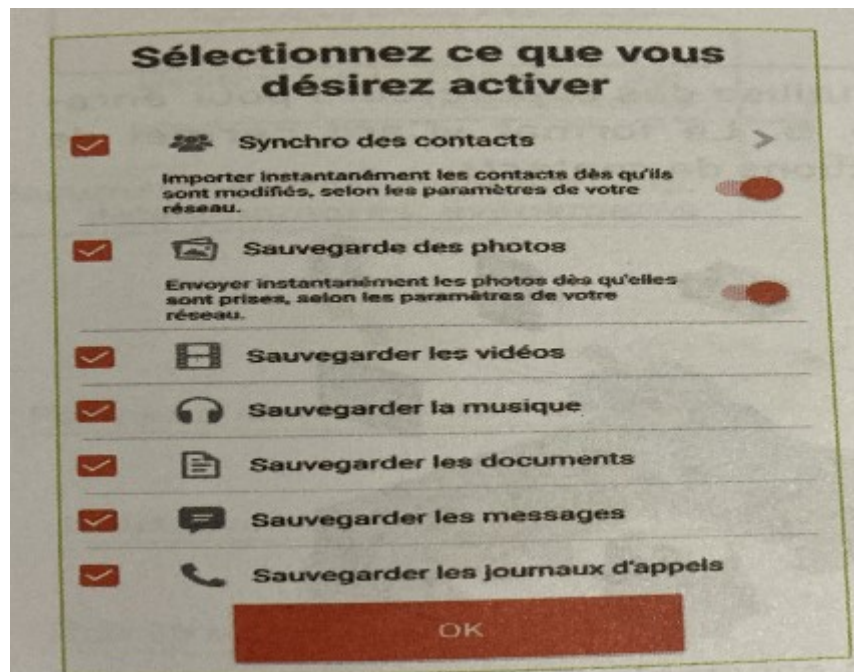 Sélectionnez ce que vous
désirez activer
Synchro des contacts
Importer instantanément les contacts dès qu'ils
sont modifiés, selon les paramètres de votre
réseau.
Sauvegarde des photos
Envoyer instantanément les photos dès qu'elles
sont prises, selon les paramètres de votre
réseau.
Sauvegarder les vidéos
Sauvegarder la musique
Sauvegarder les documents
Sauvegarder les messages
Sauvegarder les journaux d'appels
OK